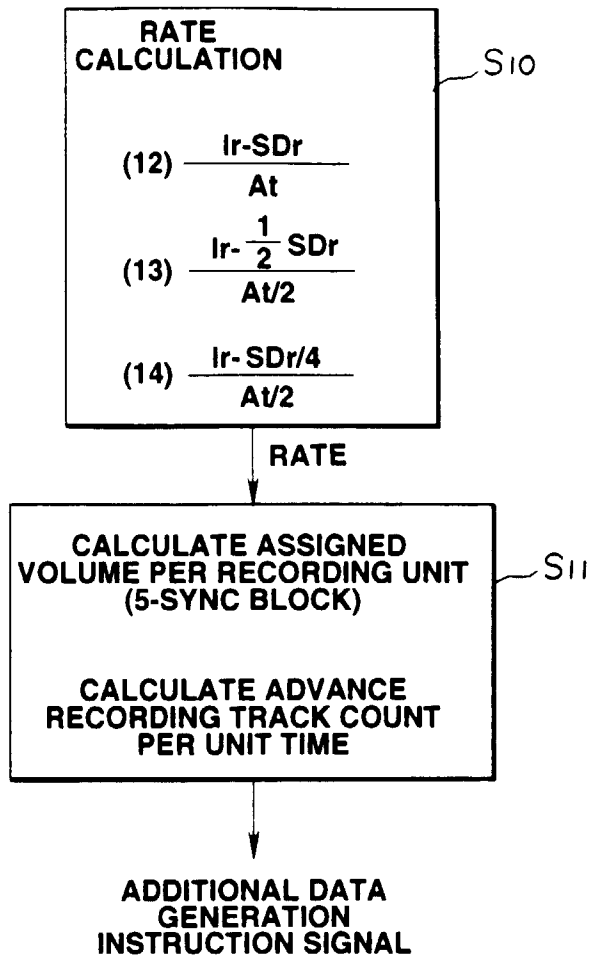 RATE
CALCULATION
S10
(12) Ir-SDr
At
(13) Ir- 1/2 SDr
At/2
(14) Ir-SDr/4
At/2
RATE
CALCULATE ASSIGNED
VOLUME PER RECORDING UNIT
(5-SYNC BLOCK)
S11
CALCULATE ADVANCE
RECORDING TRACK COUNT
PER UNIT TIME
ADDITIONAL DATA
GENERATION
INSTRUCTION SIGNAL